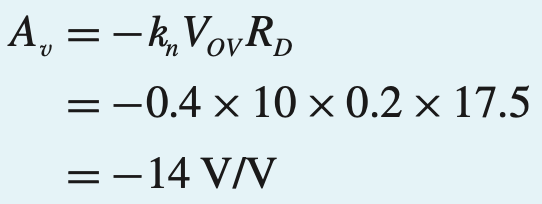 A_v = −k_n V_OV R_D
= −0.4 × 10 × 0.2 × 17.5
= −14 V/V